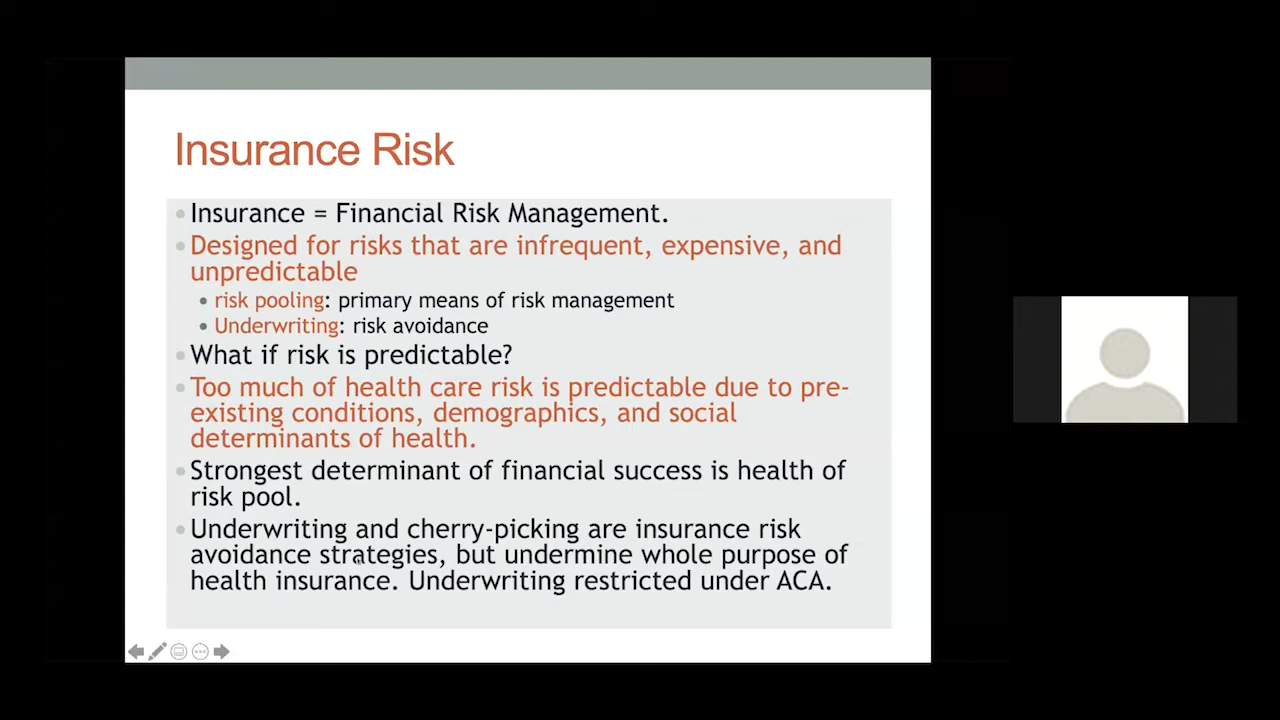 Insurance Risk
Insurance = Financial Risk Management.
Designed for risks that are infrequent, expensive, and
unpredictable
risk pooling: primary means of risk management
Underwriting: risk avoidance
What if risk is predictable?
Too much of health care risk is predictable due to pre-
existing conditions, demographics, and social
determinants of health.
Strongest determinant of financial success is health of
risk pool.
Underwriting and cherry-picking are insurance risk
avoidance strategies, but undermine whole purpose of
health insurance. Underwriting restricted under ACA.